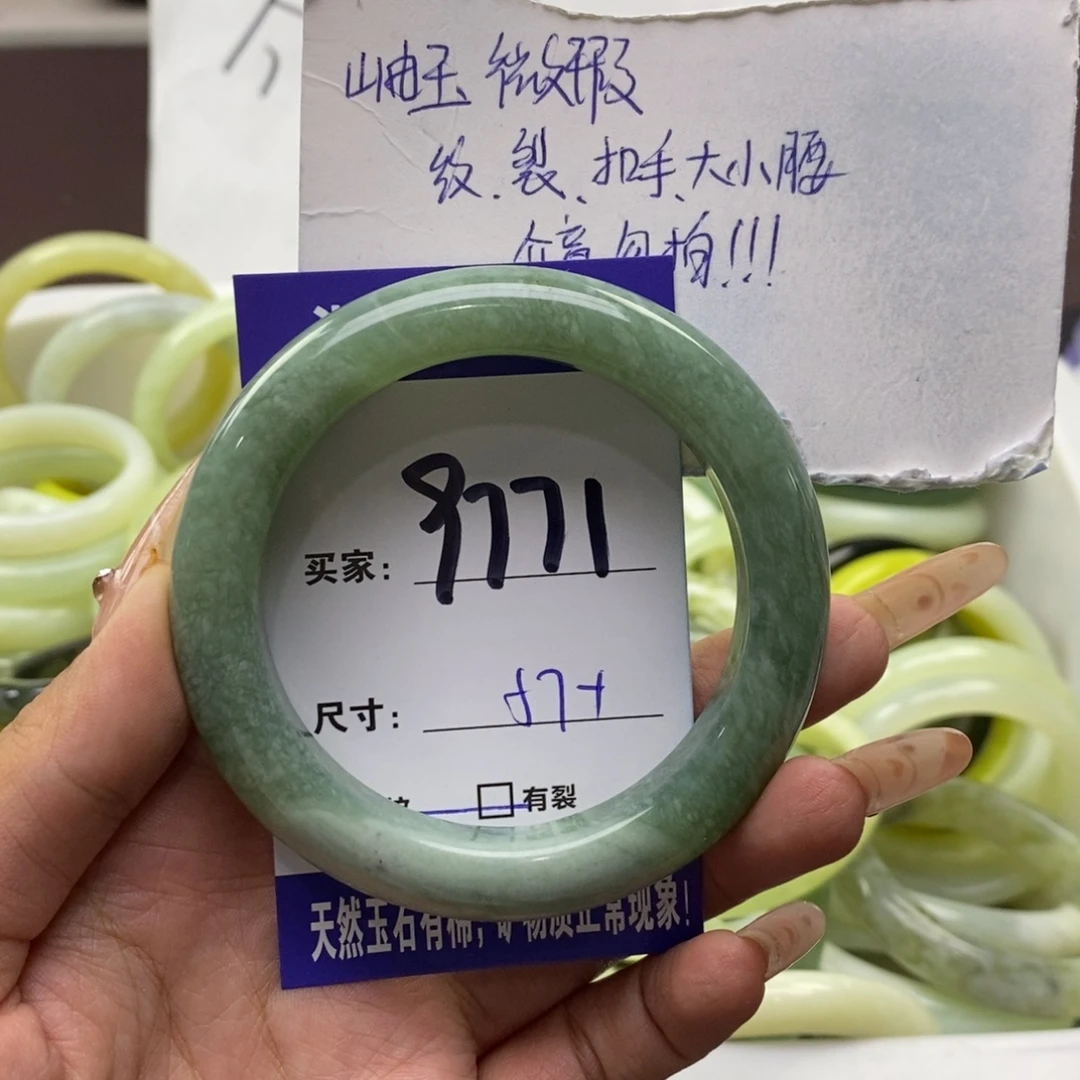 岫玉 微瑕
纹、裂、扣手、大小腰
介意勿拍!!!
买家: 9771
尺寸: 57+
纹 □有裂
天然玉石有棉，矿物质正常现象!